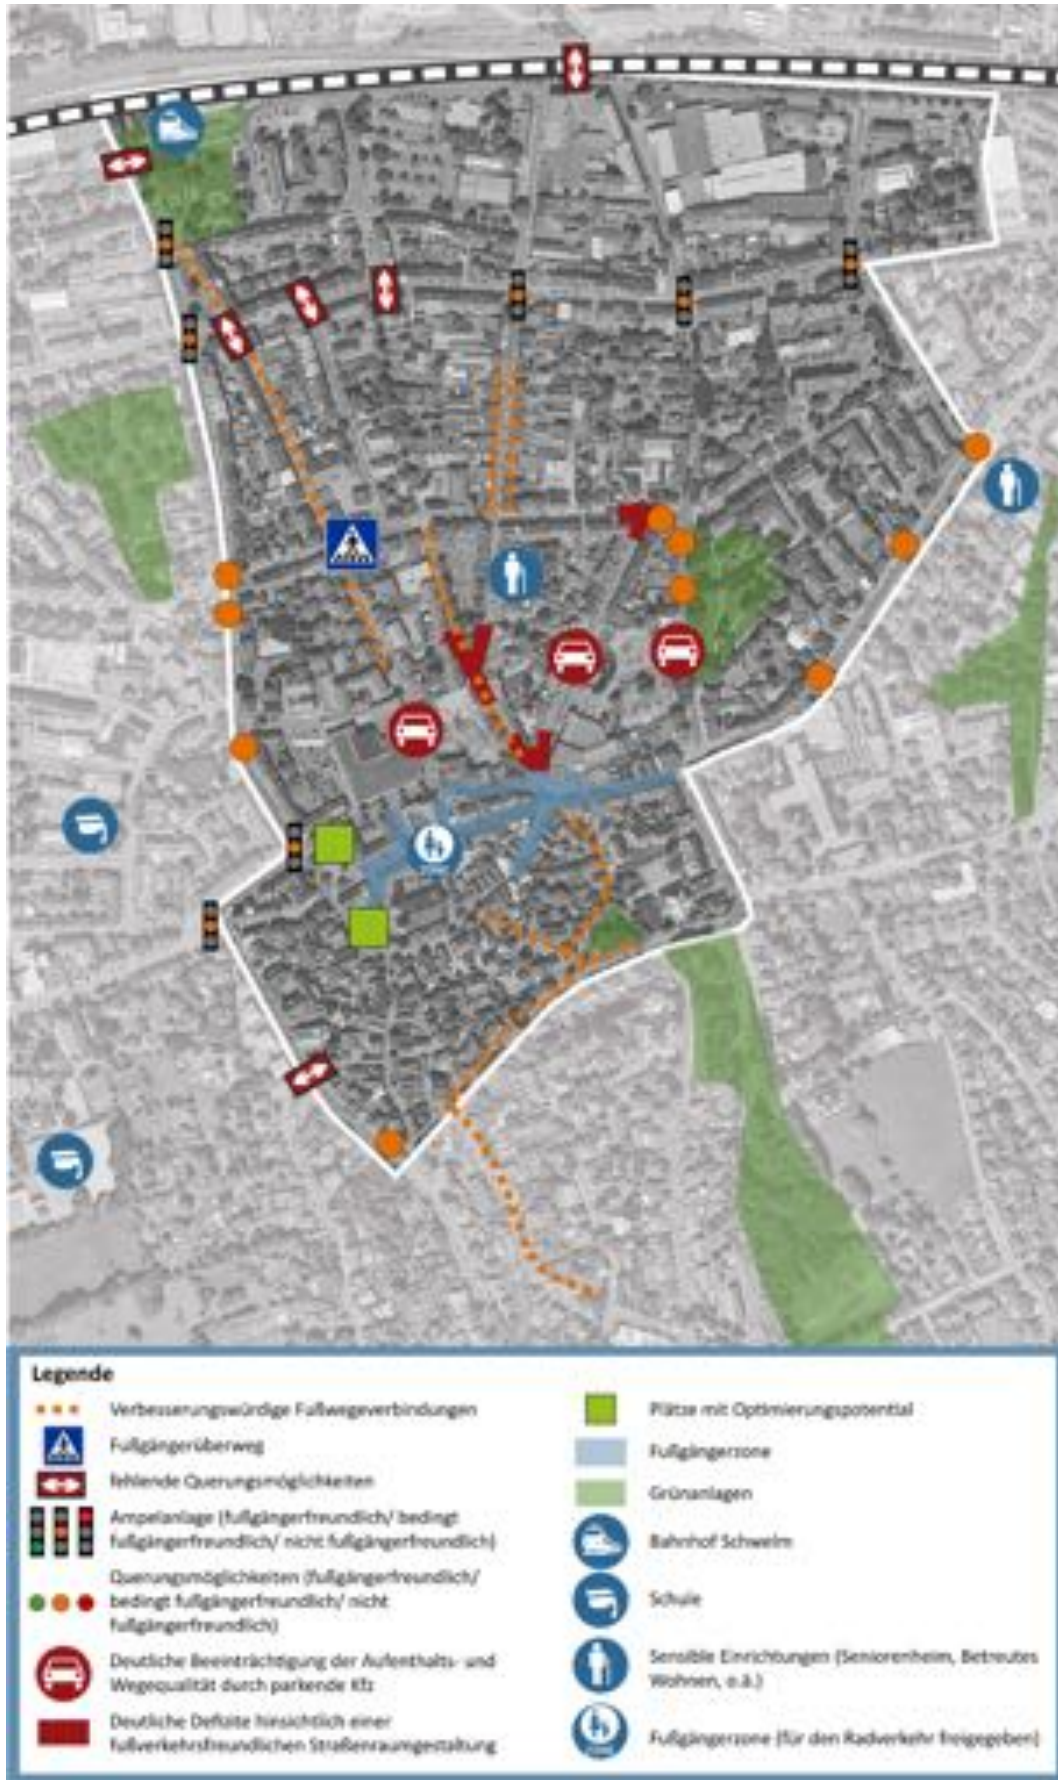 Legende
Verbesserungswürdige Fußwegeverbindungen
Fußgängerüberweg
fehlende Querungsmöglichkeiten
Ampelanlage (fußgängerfreundlich/ bedingt
fußgängerfreundlich/ nicht fußgängerfreundlich)
Querungsmöglichkeiten (fußgängerfreundlich/
bedingt fußgängerfreundlich/ nicht
fußgängerfreundlich)
Deutliche Beeinträchtigung der Aufenthalts- und
Wegequalität durch parkende Kfz
Deutliche Defizite hinsichtlich einer
fußverkehrsfreundlichen Straßenraumgestaltung
Plätze mit Optimierungspotential
Fußgängerzone
Grünanlagen
Bahnhof Schwelm
Schule
Sensible Einrichtungen (Seniorenheim, Betreutes
Wohnen, o.ä.)
Fußgängerzone (für den Radverkehr freigegeben)